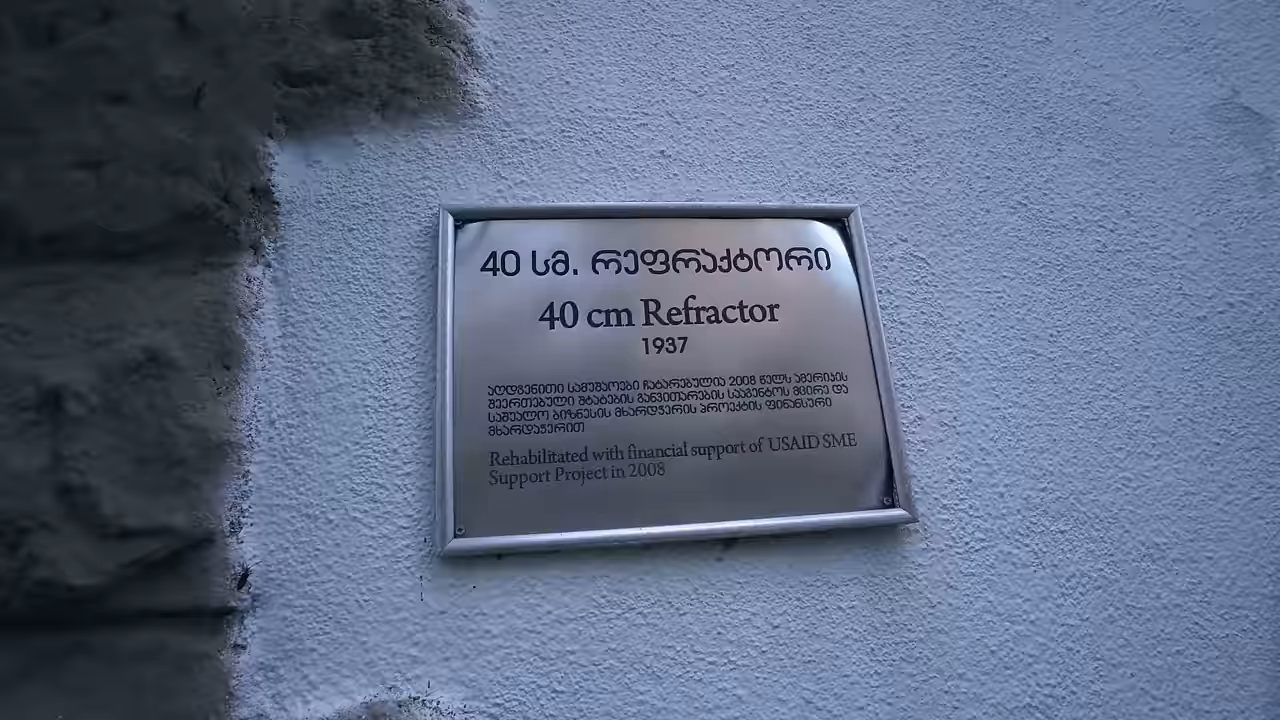 40 სმ. რეფრაქტორი
40 cm Refractor
1937
აღდგენითი სამუშაოები ჩატარებულია 2008 წელს ამერიკის
შეერთებული შტატების განვითარების სააგენტოს მცირე და
საშუალო ბიზნესის მხარდჭერის პროექტის ფინანსური
მხარდაჭერით
Rehabilitated with financial support of USAID SME
Support Project in 2008